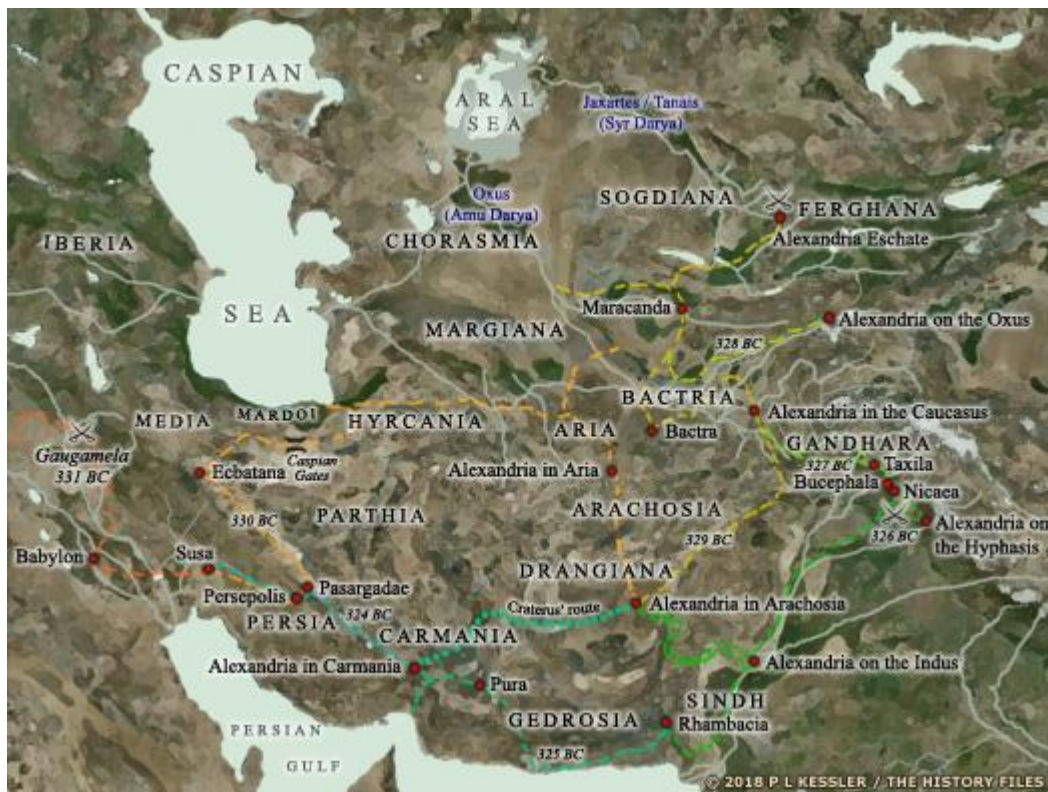 CASPIAN
SEA
ARAL
SEA
Jaxartes / Tanais
(Syr Darya)
Oxus
(Amu Darya)
SOGDIANA
FERGHANA
Alexandria Eschate
IBERIA
CHORASMIA
Maracanda
Alexandria on the Oxus
MARGIANA
328 BC
BACTRIA
Alexandria in the Caucasus
MEDIA
MARDOI
HYRCANIA
ARIA
Bactra
GANDHARA
Gaugamela
331 BC
Caspian
Gates
Ecbatana
Alexandria in Aria
327 BC
Taxila
Bucephala
Nicaea
330 BC
PARTHIA
ARACHOSIA
329 BC
326 BC
Alexandria on
the Hyphasis
Babylon
Susa
DRANGIANA
Pasargadae
Persepolis
324 BC
Craterus' route
Alexandria in Arachosia
PERSIA
CARMANIA
Alexandria in Carmania
Pura
Alexandria on the Indus
SINDH
GEDROSIA
Rhambacia
PERSIAN
GULF
325 BC
© 2018 P L KESSLER / THE HISTORY FILES